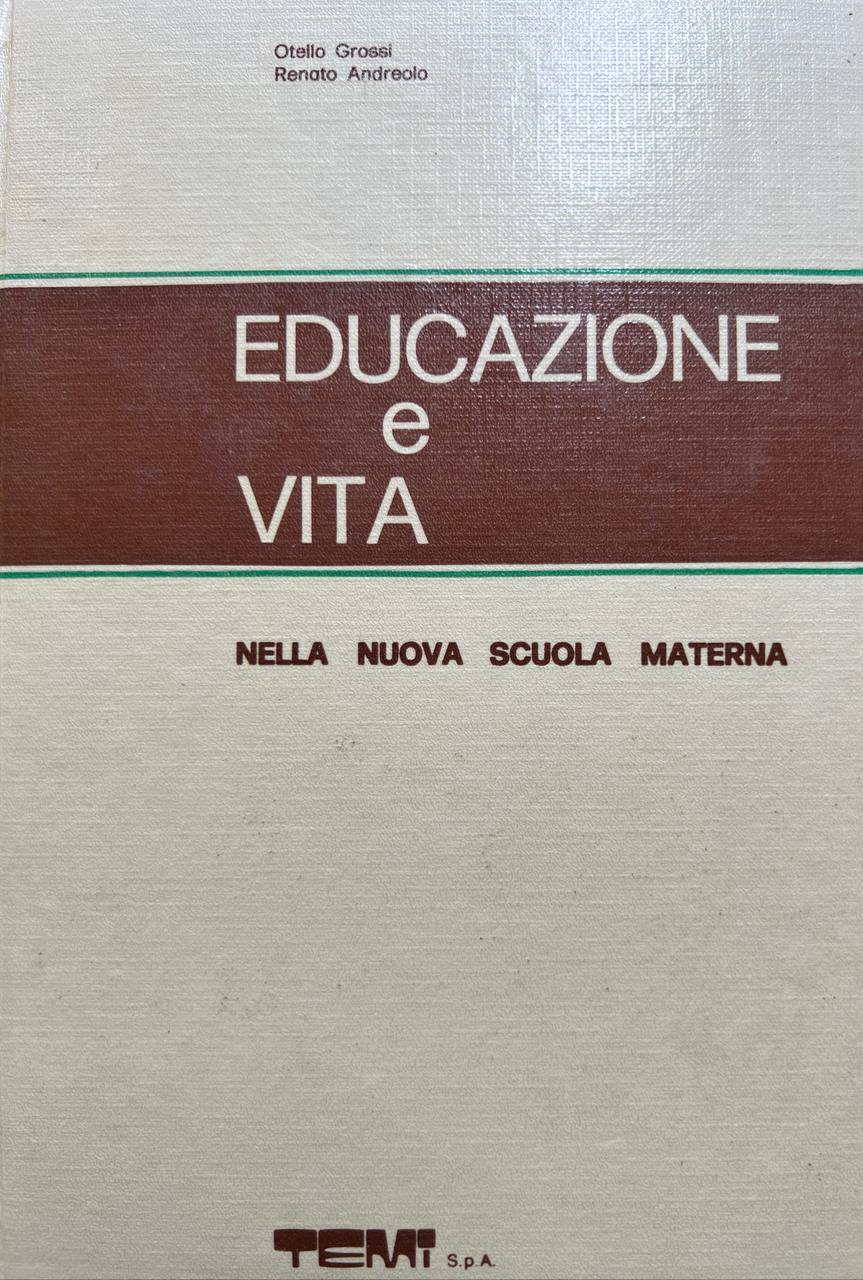 Otello Grossi
Renato Andreolo
EDUCAZIONE
e
VITA
NELLA NUOVA SCUOLA MATERNA
TEMI S.p.A.